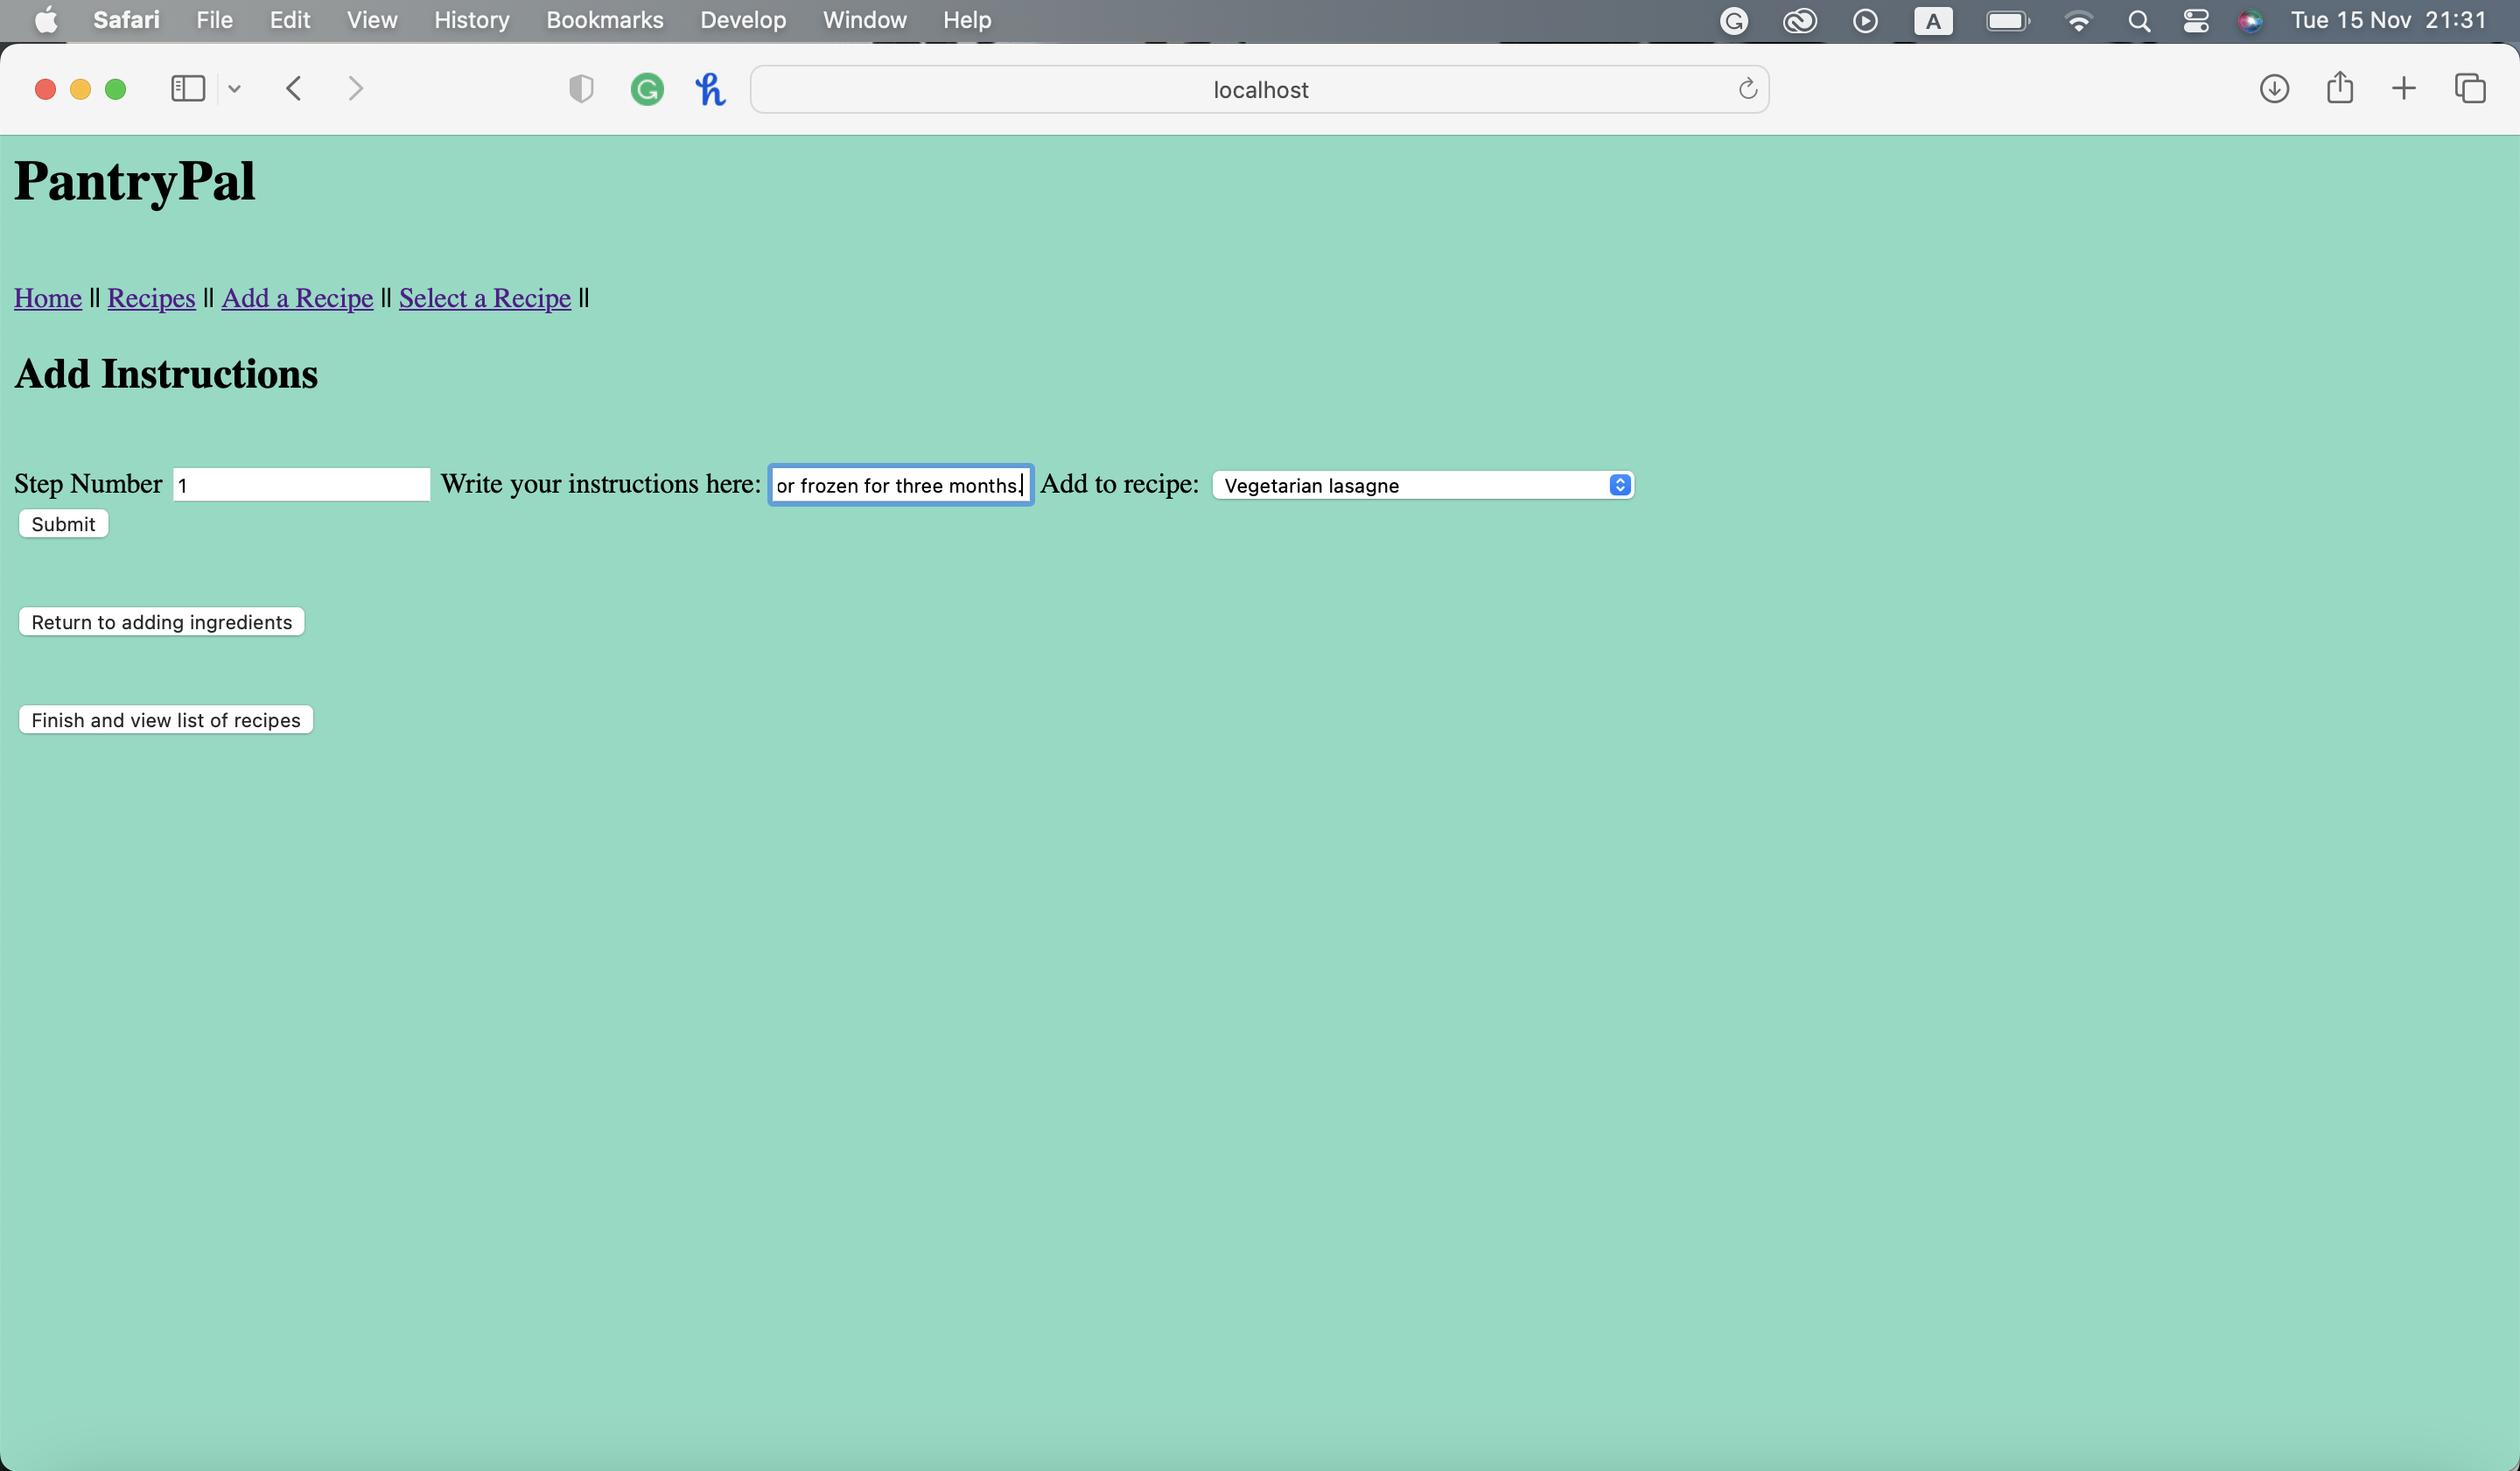 Safari File Edit View History Bookmarks Develop Window Help A Tue 15 Nov 21:31
localhost
PantryPal
Home || Recipes || Add a Recipe || Select a Recipe ||
Add Instructions
Step Number 1 Write your instructions here: or frozen for three months. Add to recipe: Vegetarian lasagne
Submit
Return to adding ingredients
Finish and view list of recipes